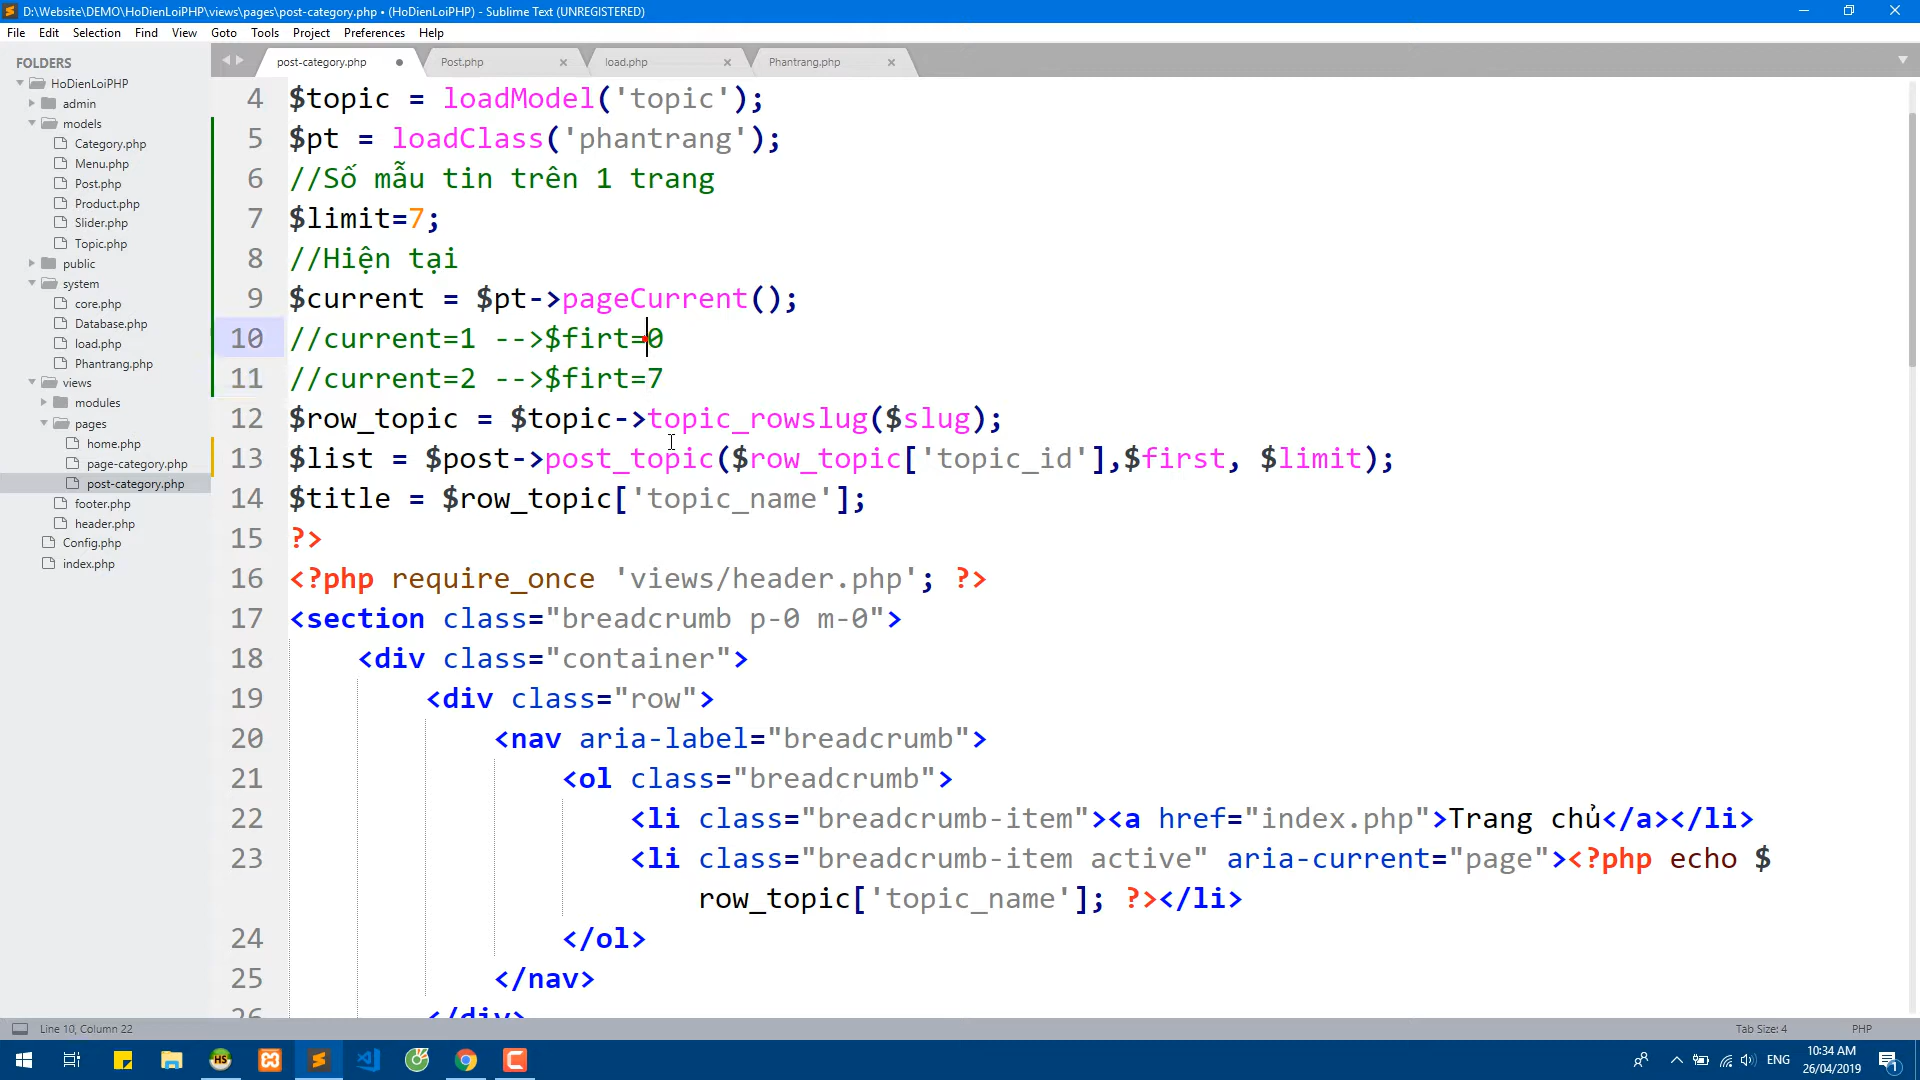 D:\Website\DEMO\HoDienLoiPHP\views\pages\post-category.php • (HoDienLoiPHP) - Sublime Text (UNREGISTERED)
File Edit Selection Find View Goto Tools Project Preferences Help
FOLDERS
HoDienLoiPHP
admin
models
Category.php
Menu.php
Post.php
Product.php
Slider.php
Topic.php
public
system
core.php
Database.php
load.php
Phantrang.php
views
modules
pages
home.php
page-category.php
post-category.php
footer.php
header.php
Config.php
index.php
post-category.php Post.php load.php Phantrang.php
4 $topic = loadModel('topic');
5 $pt = loadClass('phantrang');
6 //Số mẫu tin trên 1 trang
7 $limit=7;
8 //Hiện tại
9 $current = $pt->pageCurrent();
10 //current=1 -->$firt=0
11 //current=2 -->$firt=7
12 $row_topic = $topic->topic_rowslug($slug);
13 $list = $post->post_topic($row_topic['topic_id'],$first, $limit);
14 $title = $row_topic['topic_name'];
15 ?>
16 <?php require_once 'views/header.php'; ?>
17 <section class="breadcrumb p-0 m-0">
18 <div class="container">
19 <div class="row">
20 <nav aria-label="breadcrumb">
21 <ol class="breadcrumb">
22 <li class="breadcrumb-item"><a href="index.php">Trang chủ</a></li>
23 <li class="breadcrumb-item active" aria-current="page"><?php echo $
row_topic['topic_name']; ?></li>
24 </ol>
25 </nav>
26 </div>
Line 10, Column 22
Tab Size: 4 PHP
ENG
10:34 AM
26/04/2019
1